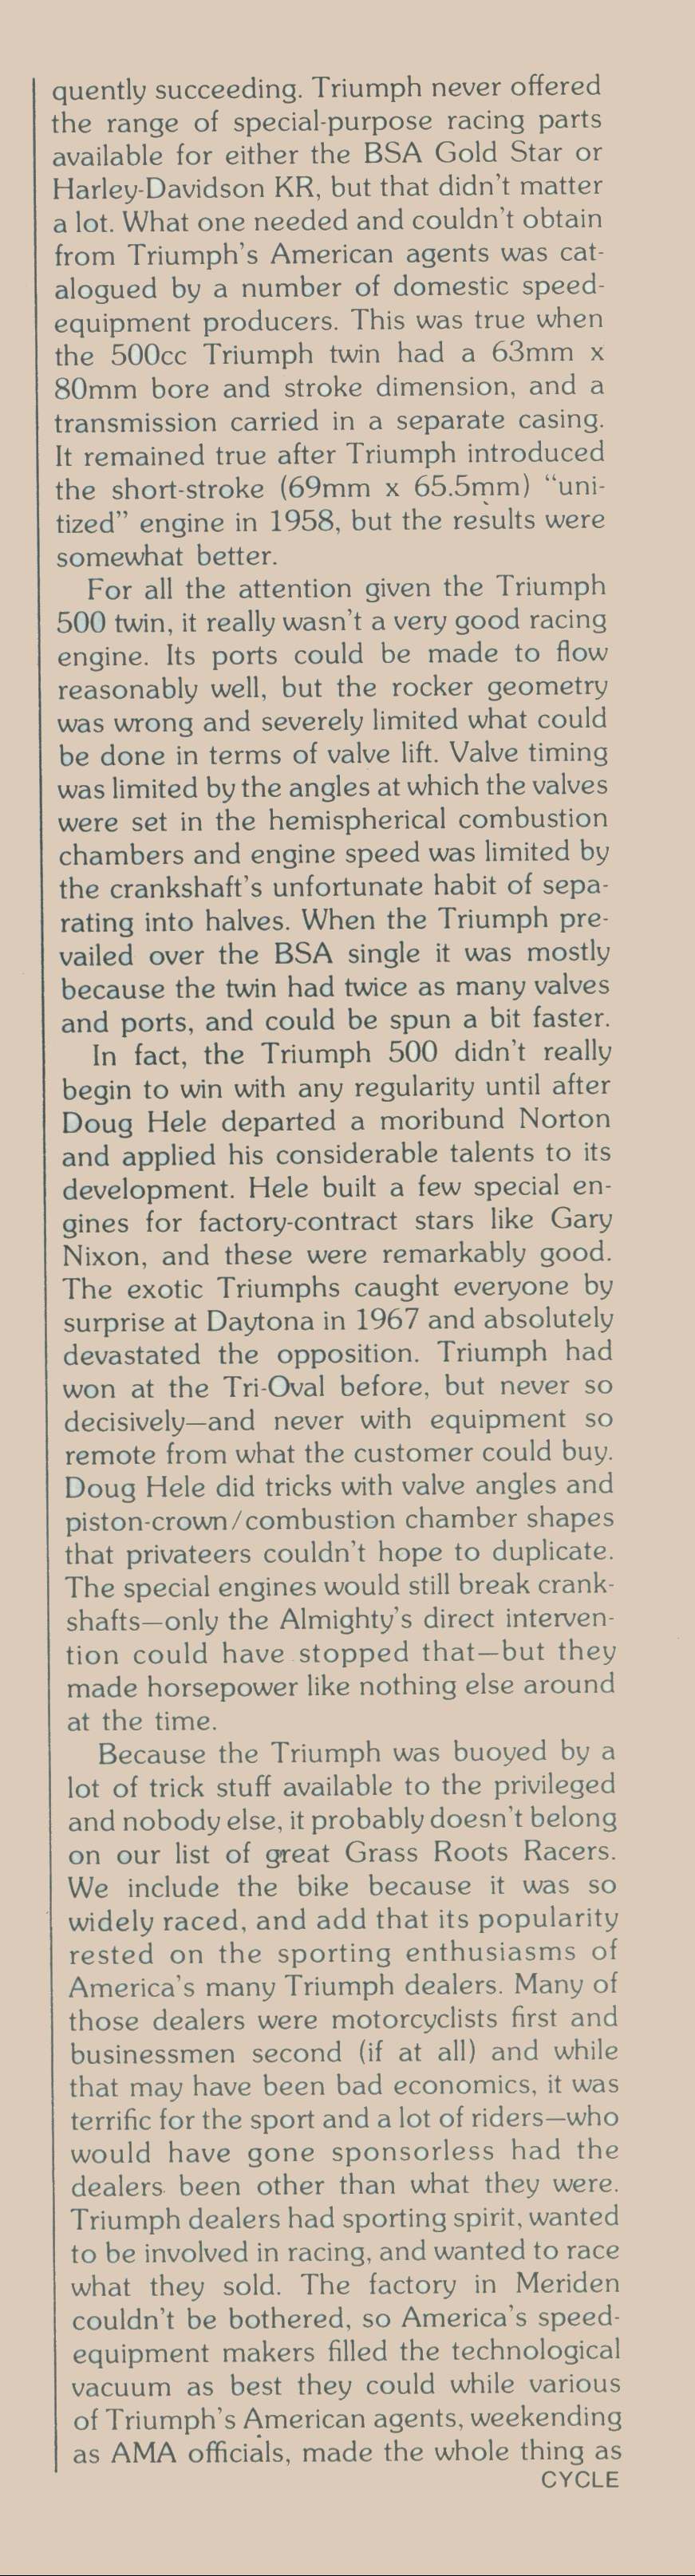 quently succeeding. Triumph never offered
the range of special-purpose racing parts
available for either the BSA Gold Star or
Harley-Davidson KR, but that didn't matter
a lot. What one needed and couldn't obtain
from Triumph's American agents was cat-
alogued by a number of domestic speed-
equipment producers. This was true when
the 500cc Triumph twin had a 63mm x
80mm bore and stroke dimension, and a
transmission carried in a separate casing.
It remained true after Triumph introduced
the short-stroke (69mm x 65.5mm) “uni-
tized” engine in 1958, but the results were
somewhat better.
For all the attention given the Triumph
500 twin, it really wasn't a very good racing
engine. Its ports could be made to flow
reasonably well, but the rocker geometry
was wrong and severely limited what could
be done in terms of valve lift. Valve timing
was limited by the angles at which the valves
were set in the hemispherical combustion
chambers and engine speed was limited by
the crankshaft's unfortunate habit of sepa-
rating into halves. When the Triumph pre-
vailed over the BSA single it was mostly
because the twin had twice as many valves
and ports, and could be spun a bit faster.
In fact, the Triumph 500 didn't really
begin to win with any regularity until after
Doug Hele departed a moribund Norton
and applied his considerable talents to its
development. Hele built a few special en-
gines for factory-contract stars like Gary
Nixon, and these were remarkably good.
The exotic Triumphs caught everyone by
surprise at Daytona in 1967 and absolutely
devastated the opposition. Triumph had
won at the Tri-Oval before, but never so
decisively—and never with equipment so
remote from what the customer could buy.
Doug Hele did tricks with valve angles and
piston-crown/combustion chamber shapes
that privateers couldn't hope to duplicate.
The special engines would still break crank-
shafts—only the Almighty's direct interven-
tion could have stopped that—but they
made horsepower like nothing else around
at the time.
Because the Triumph was buoyed by a
lot of trick stuff available to the privileged
and nobody else, it probably doesn't belong
on our list of great Grass Roots Racers.
We include the bike because it was so
widely raced, and add that its popularity
rested on the sporting enthusiasms of
America's many Triumph dealers. Many of
those dealers were motorcyclists first and
businessmen second (if at all) and while
that may have been bad economics, it was
terrific for the sport and a lot of riders—who
would have gone sponsorless had the
dealers been other than what they were.
Triumph dealers had sporting spirit, wanted
to be involved in racing, and wanted to race
what they sold. The factory in Meriden
couldn't be bothered, so America's speed-
equipment makers filled the technological
vacuum as best they could while various
of Triumph's American agents, weekending
as AMA officials, made the whole thing as
CYCLE